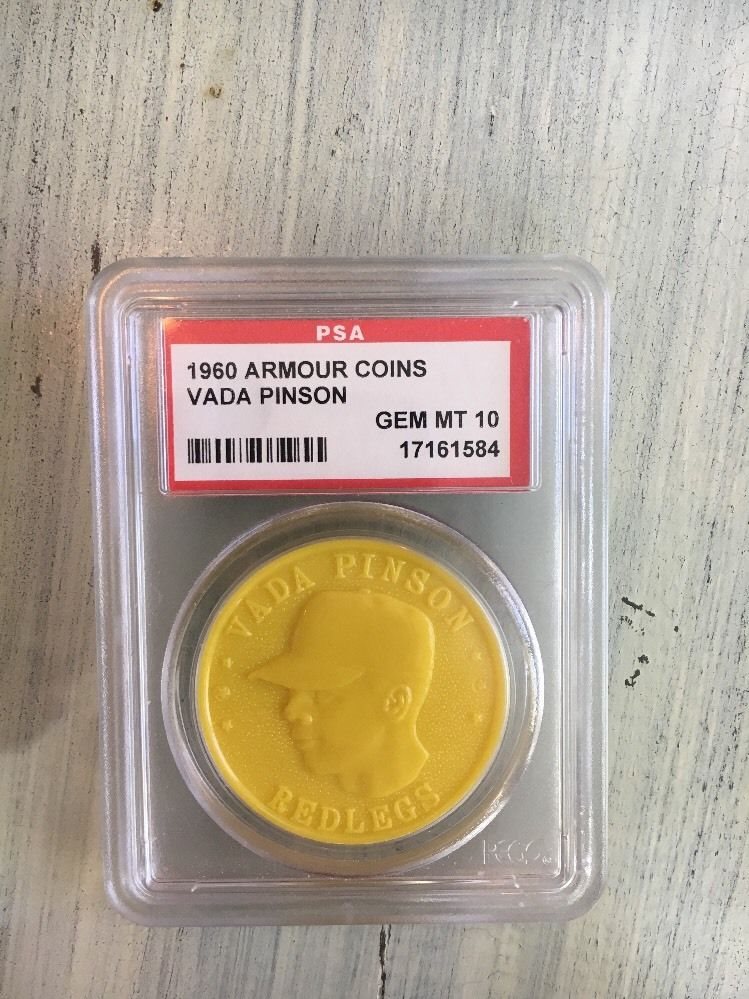 PSA
1960 ARMOUR COINS
VADA PINSON
GEM MT 10
17161584
VADA PINSON
REDLEGS